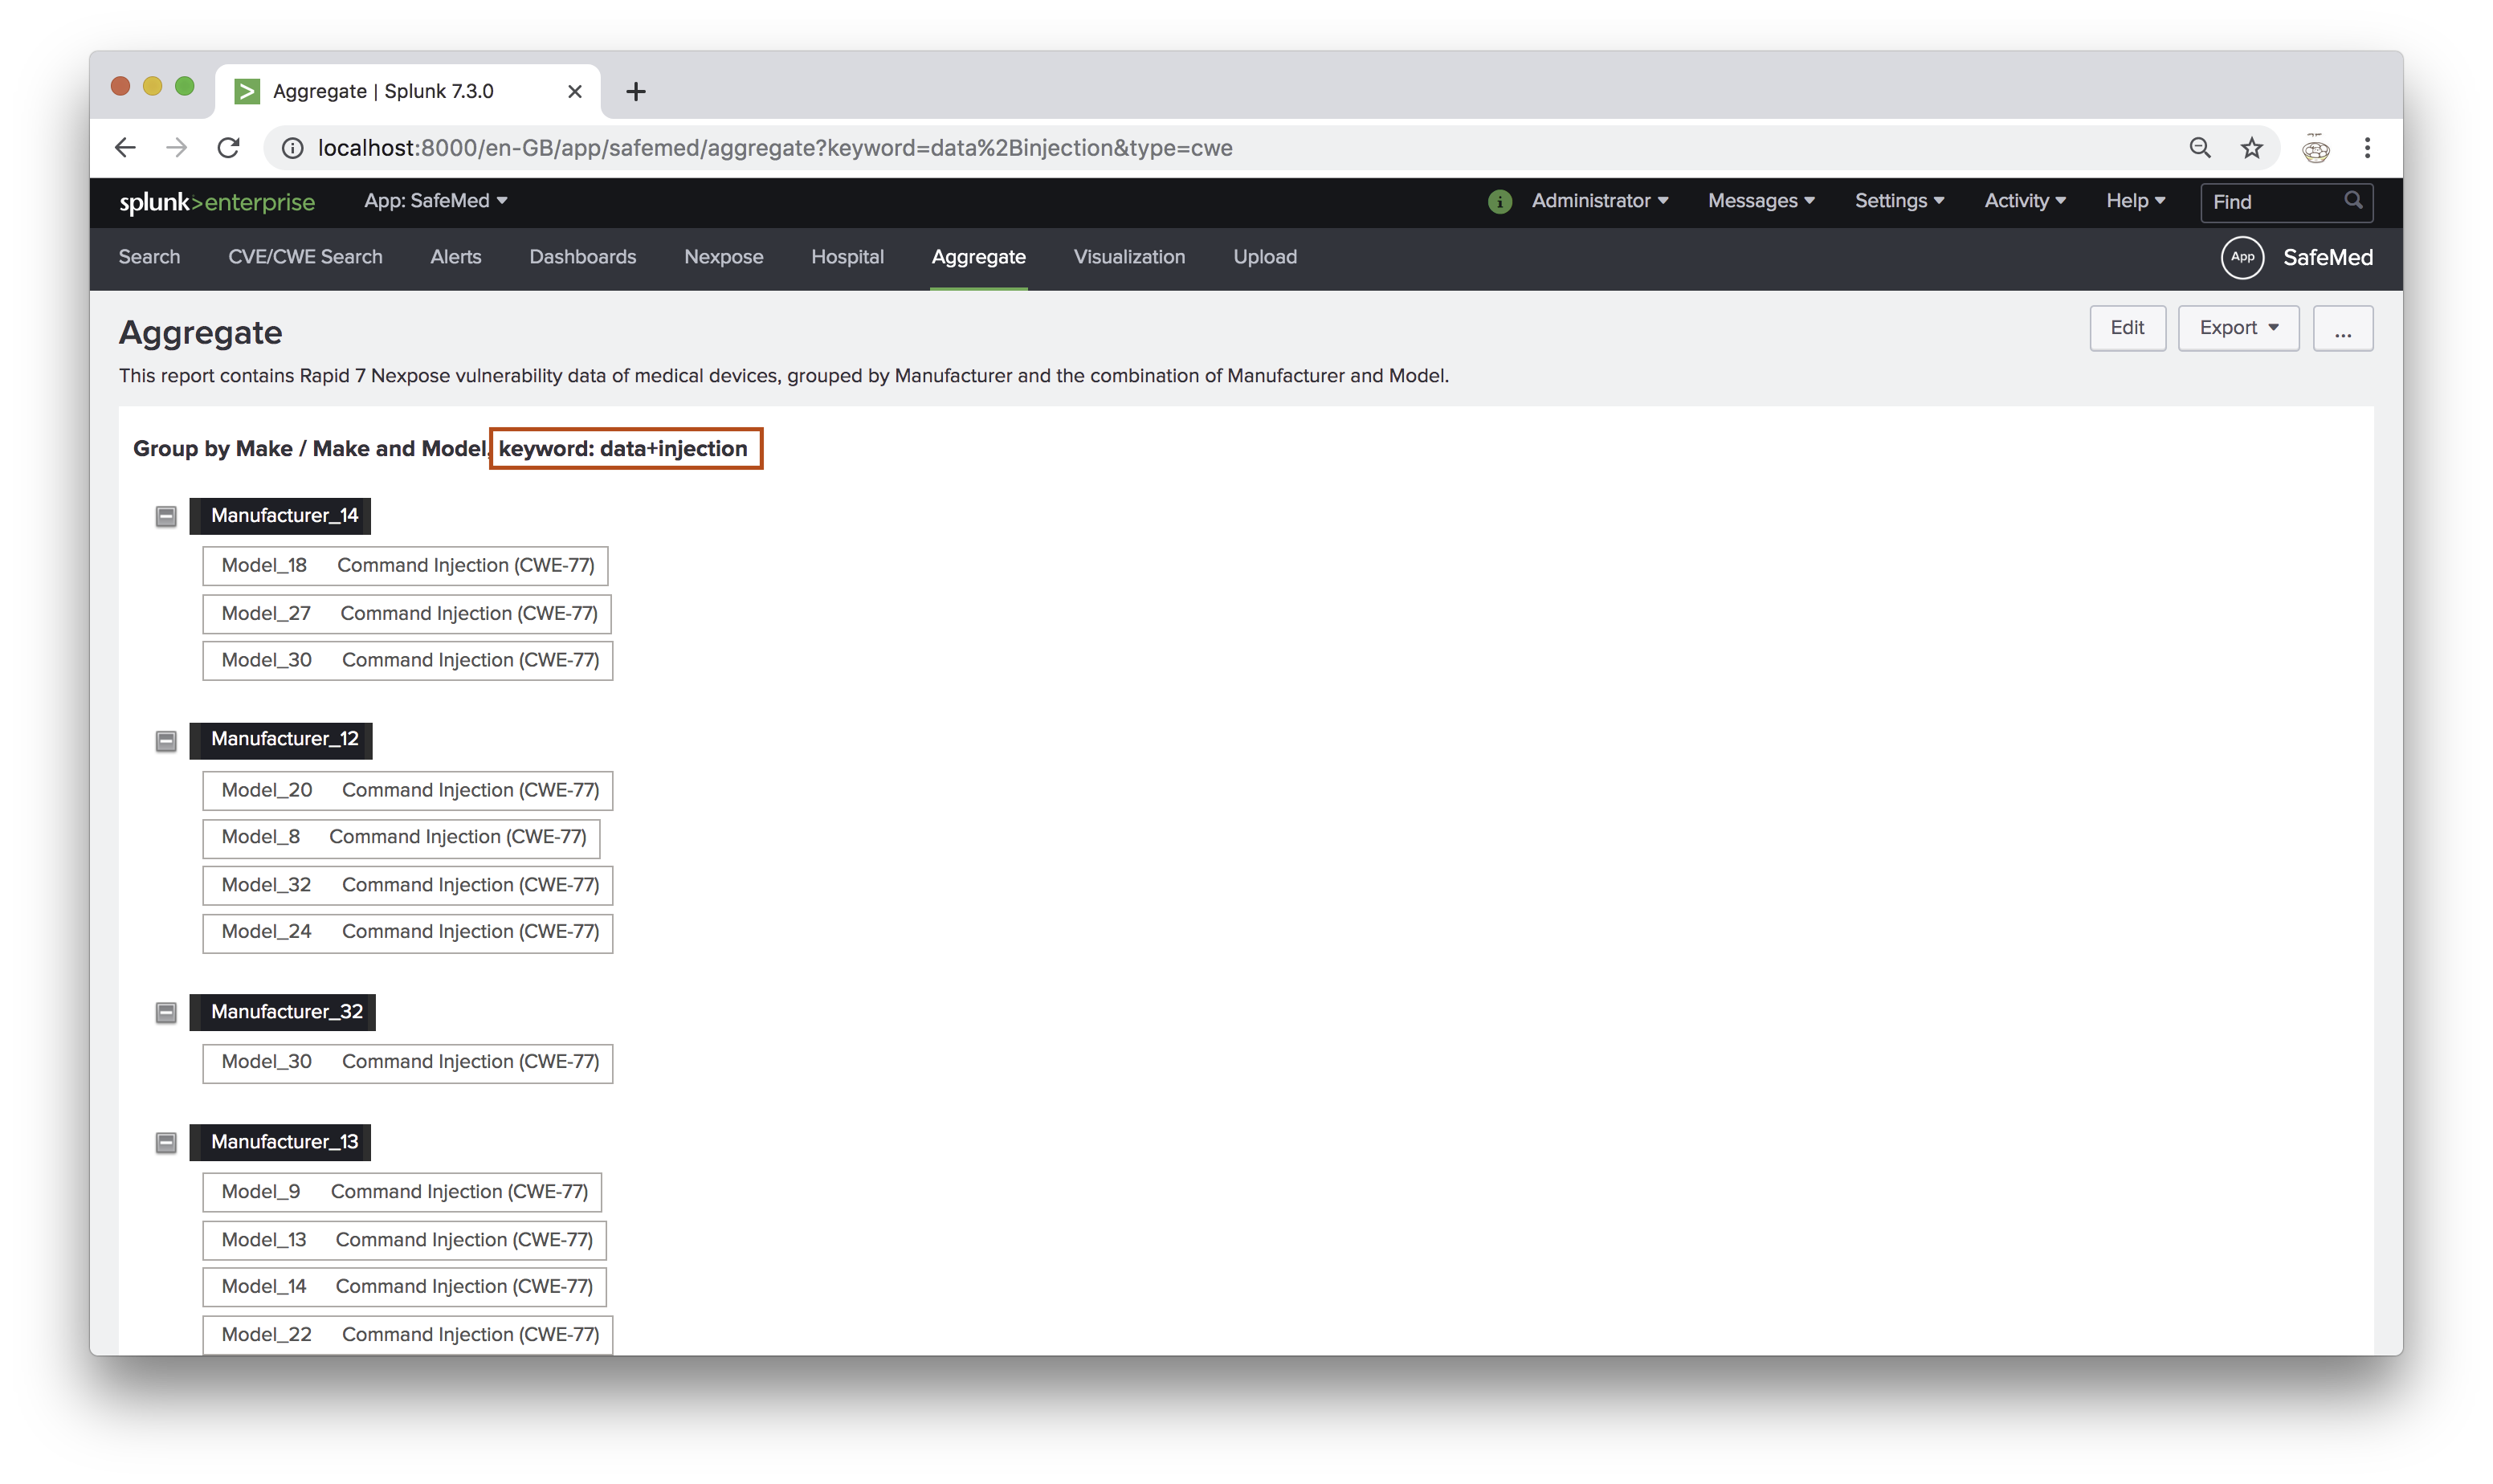 Aggregate | Splunk 7.3.0
localhost:8000/en-GB/app/safemed/aggregate?keyword=data%2Binjection&type=cwe
splunk>enterprise App: SafeMed i Administrator Messages Settings Activity Help Find
Search CVE/CWE Search Alerts Dashboards Nexpose Hospital Aggregate Visualization Upload App SafeMed
Aggregate Edit Export ...
This report contains Rapid 7 Nexpose vulnerability data of medical devices, grouped by Manufacturer and the combination of Manufacturer and Model.
Group by Make / Make and Model, keyword: data+injection
Manufacturer_14
Model_18 Command Injection (CWE-77)
Model_27 Command Injection (CWE-77)
Model_30 Command Injection (CWE-77)
Manufacturer_12
Model_20 Command Injection (CWE-77)
Model_8 Command Injection (CWE-77)
Model_32 Command Injection (CWE-77)
Model_24 Command Injection (CWE-77)
Manufacturer_32
Model_30 Command Injection (CWE-77)
Manufacturer_13
Model_9 Command Injection (CWE-77)
Model_13 Command Injection (CWE-77)
Model_14 Command Injection (CWE-77)
Model_22 Command Injection (CWE-77)